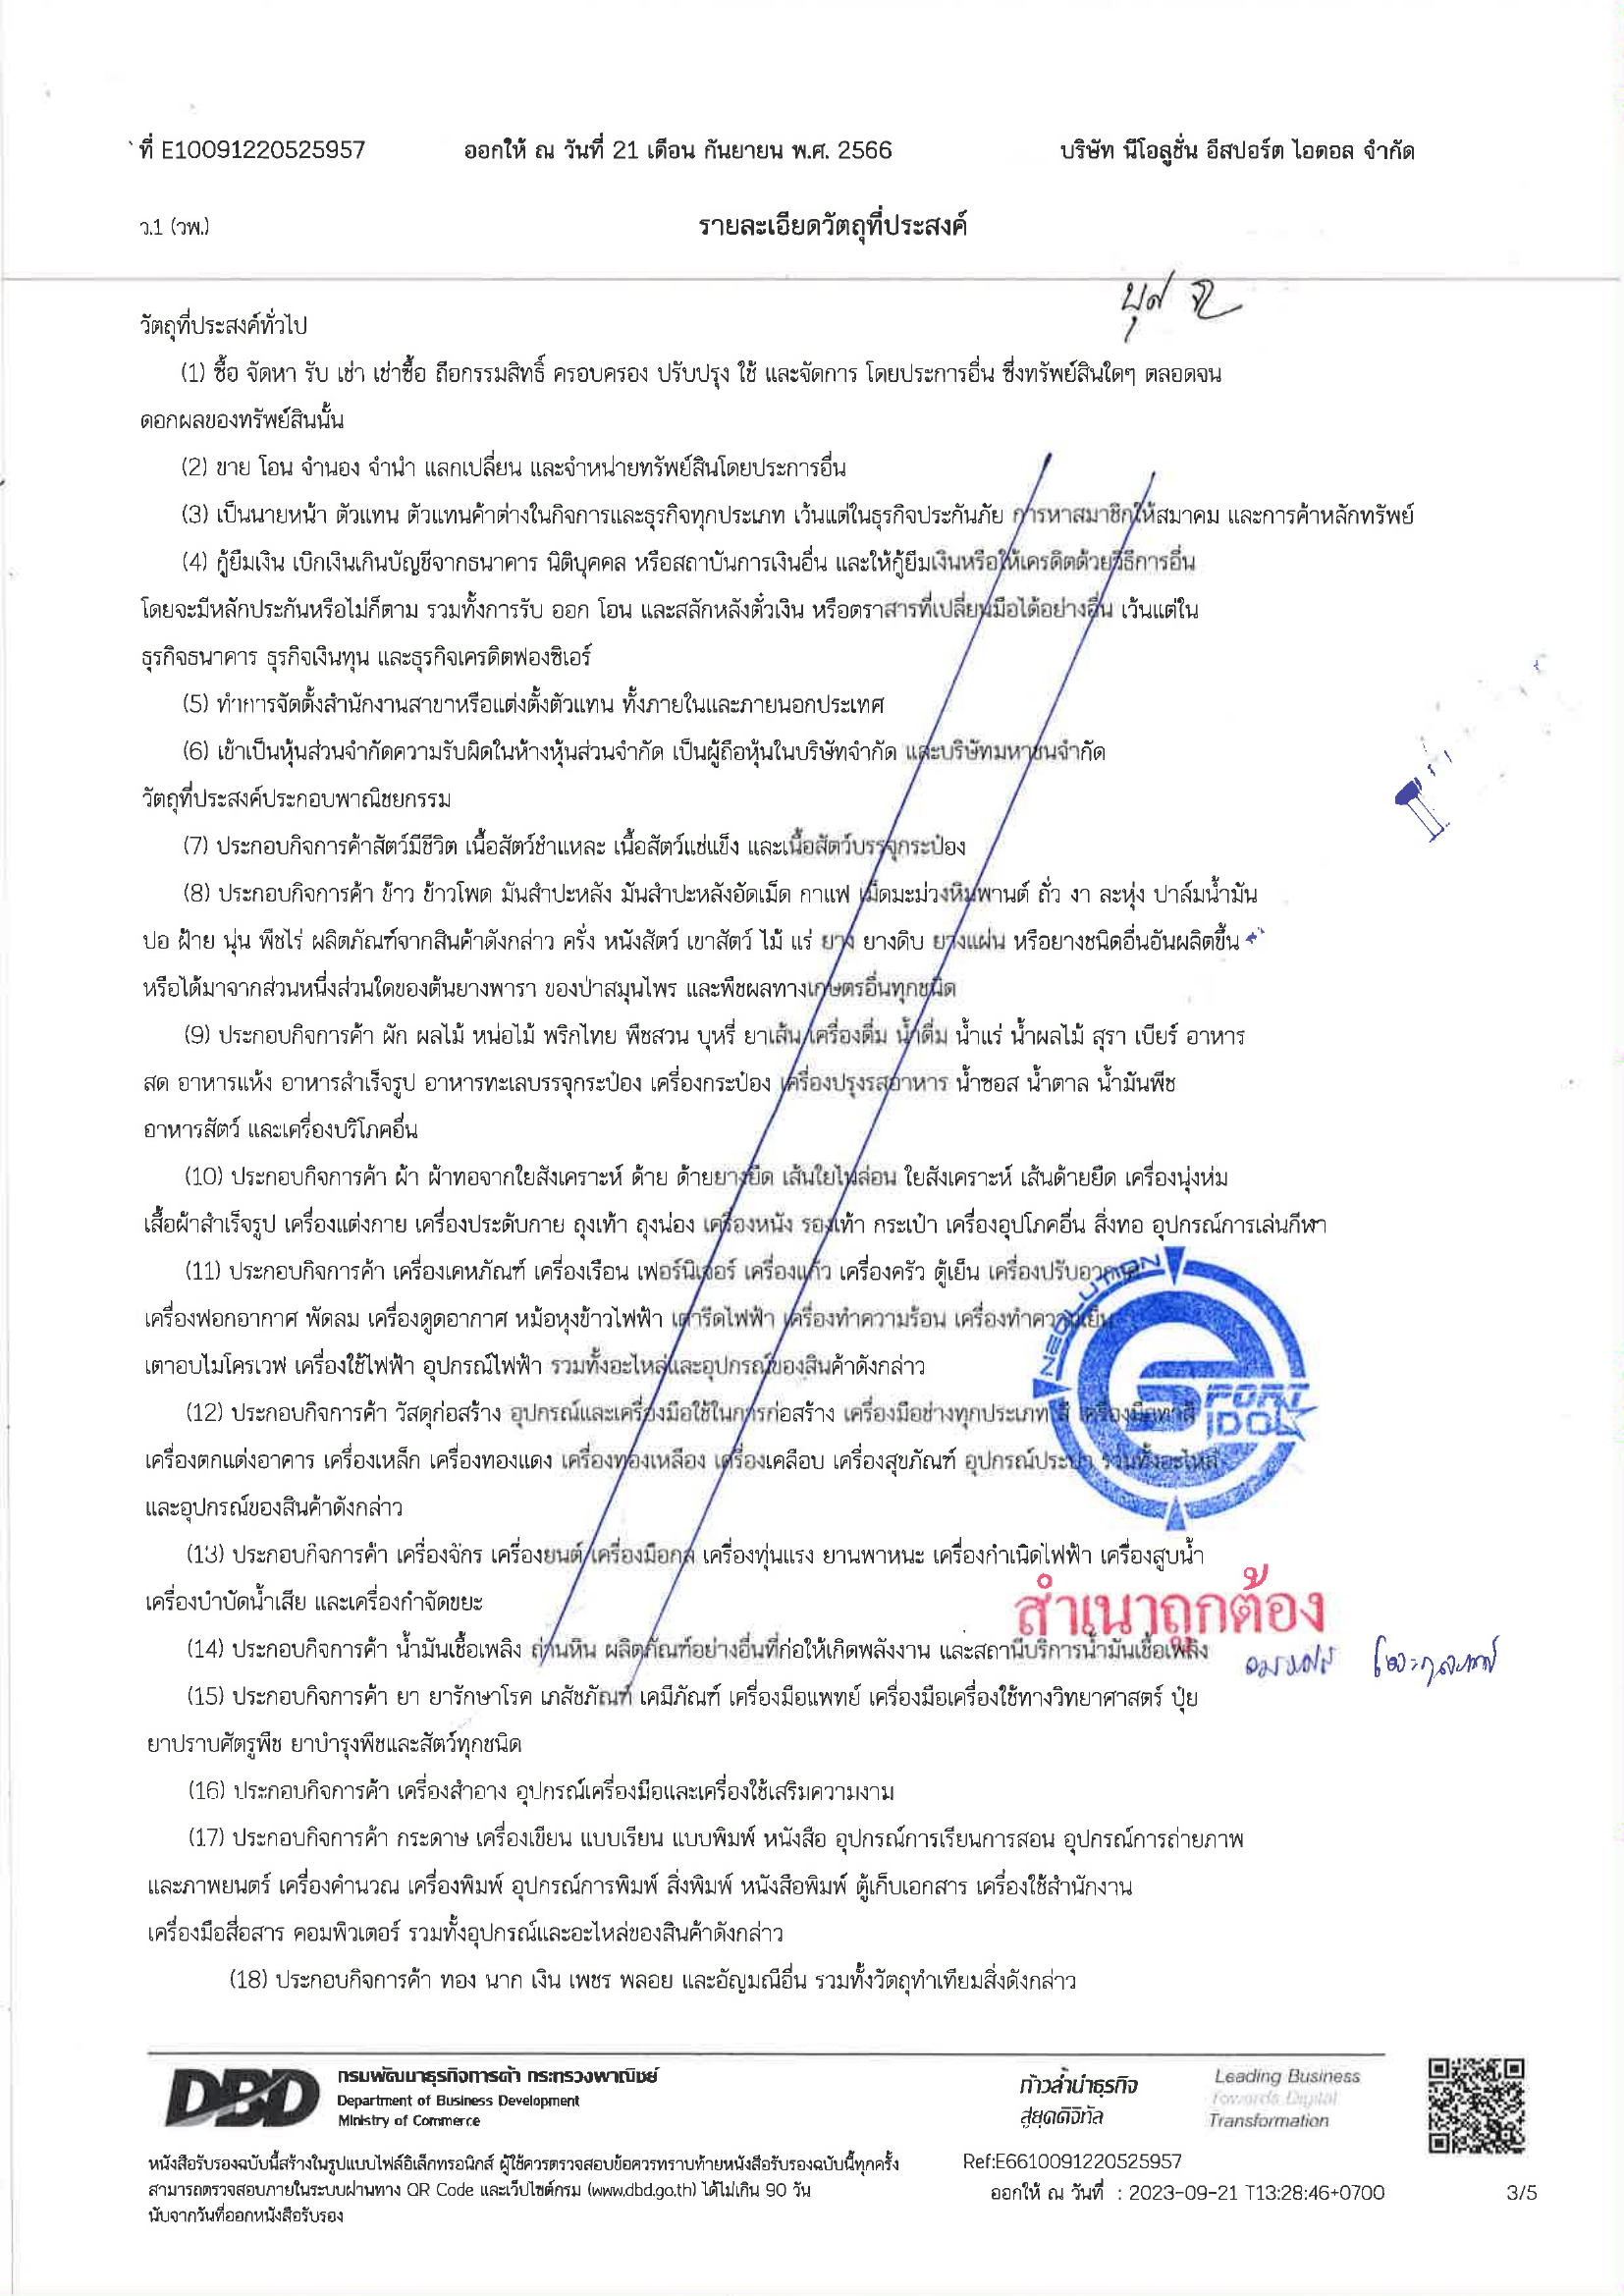 ที่ E10091220525957 ออกให้ ณ วันที่ 21 เดือน กันยายน พ.ศ. 2566 บริษัท นีโอลูชั่น อีสปอร์ต ไอดอล จำกัด
ว.1 (วพ.) รายละเอียดวัตถุที่ประสงค์
วัตถุที่ประสงค์ทั่วไป
(1) ซื้อ จัดหา รับ เช่า เช่าซื้อ ถือกรรมสิทธิ์ ครอบครอง ปรับปรุง ใช้ และจัดการ โดยประการอื่น ซึ่งทรัพย์สินใดๆ ตลอดจน
ดอกผลของทรัพย์สินนั้น
(2) ขาย โอน จำนอง จำนำ แลกเปลี่ยน และจำหน่ายทรัพย์สินโดยประการอื่น
(3) เป็นนายหน้า ตัวแทน ตัวแทนค้าต่างในกิจการและธุรกิจทุกประเภท เว้นแต่ในธุรกิจประกันภัย การหาสมาชิกให้สมาคม และการค้าหลักทรัพย์
(4) กู้ยืมเงิน เบิกเงินเกินบัญชีจากธนาคาร นิติบุคคล หรือสถาบันการเงินอื่น และให้กู้ยืมเงินหรือให้เครดิตด้วยวิธีการอื่น
โดยจะมีหลักประกันหรือไม่ก็ตาม รวมทั้งการรับ ออก โอน และสลักหลังตั๋วเงิน หรือตราสารที่เปลี่ยนมือได้อย่างอื่น เว้นแต่ใน
ธุรกิจธนาคาร ธุรกิจเงินทุน และธุรกิจเครดิตฟองซิเอร์
(5) ทำการจัดตั้งสำนักงานสาขาหรือแต่งตั้งตัวแทน ทั้งภายในและภายนอกประเทศ
(6) เข้าเป็นหุ้นส่วนจำกัดความรับผิดในห้างหุ้นส่วนจำกัด เป็นผู้ถือหุ้นในบริษัทจำกัด และบริษัทมหาชนจำกัด
วัตถุที่ประสงค์ประกอบพาณิชยกรรม
(7) ประกอบกิจการค้าสัตว์มีชีวิต เนื้อสัตว์ชำแหละ เนื้อสัตว์แช่แข็ง และเนื้อสัตว์บรรจุกระป๋อง
(8) ประกอบกิจการค้า ข้าว ข้าวโพด มันสำปะหลัง มันสำปะหลังอัดเม็ด กาแฟ เม็ดมะม่วงหิมพานต์ ถั่ว งา ละหุ่ง ปาล์มน้ำมัน
ปอ ฝ้าย นุ่น พืชไร่ ผลิตภัณฑ์จากสินค้าดังกล่าว ครั่ง หนังสัตว์ เขาสัตว์ ไม้ แร่ ยาง ยางดิบ ยางแผ่น หรือยางชนิดอื่นอันผลิตขึ้น
หรือได้มาจากส่วนหนึ่งส่วนใดของต้นยางพารา ของป่าสมุนไพร และพืชผลทางเกษตรอื่นทุกชนิด
(9) ประกอบกิจการค้า ผัก ผลไม้ หน่อไม้ พริกไทย พืชสวน บุหรี่ ยาเส้น เครื่องดื่ม น้ำดื่ม น้ำแร่ น้ำผลไม้ สุรา เบียร์ อาหาร
สด อาหารแห้ง อาหารสำเร็จรูป อาหารทะเลบรรจุกระป๋อง เครื่องกระป๋อง เครื่องปรุงรสอาหาร น้ำซอส น้ำตาล น้ำมันพืช
อาหารสัตว์ และเครื่องบริโภคอื่น
(10) ประกอบกิจการค้า ผ้า ผ้าทอจากใยสังเคราะห์ ด้าย ด้ายยางยืด เส้นใยไนล่อน ใยสังเคราะห์ เส้นด้ายยืด เครื่องนุ่งห่ม
เสื้อผ้าสำเร็จรูป เครื่องแต่งกาย เครื่องประดับกาย ถุงเท้า ถุงน่อง เครื่องหนัง รองเท้า กระเป๋า เครื่องอุปโภคอื่น สิ่งทอ อุปกรณ์การเล่นกีฬา
(11) ประกอบกิจการค้า เครื่องเคหภัณฑ์ เครื่องเรือน เฟอร์นิเจอร์ เครื่องแก้ว เครื่องครัว ตู้เย็น เครื่องปรับอากาศ
เครื่องฟอกอากาศ พัดลม เครื่องดูดอากาศ หม้อหุงข้าวไฟฟ้า เตารีดไฟฟ้า เครื่องทำความร้อน เครื่องทำความเย็น
เตาอบไมโครเวฟ เครื่องใช้ไฟฟ้า อุปกรณ์ไฟฟ้า รวมทั้งอะไหล่และอุปกรณ์ของสินค้าดังกล่าว
NEOLUTION
SPORT
IDOL
(12) ประกอบกิจการค้า วัสดุก่อสร้าง อุปกรณ์และเครื่องมือใช้ในการก่อสร้าง เครื่องมือช่างทุกประเภท สี เครื่องมือทาสี
เครื่องตกแต่งอาคาร เครื่องเหล็ก เครื่องทองแดง เครื่องทองเหลือง เครื่องเคลือบ เครื่องสุขภัณฑ์ อุปกรณ์ประปา รวมทั้งอะไหล่
และอุปกรณ์ของสินค้าดังกล่าว
(13) ประกอบกิจการค้า เครื่องจักร เครื่องยนต์ เครื่องมือกล เครื่องทุ่นแรง ยานพาหนะ เครื่องกำเนิดไฟฟ้า เครื่องสูบน้ำ
เครื่องบำบัดน้ำเสีย และเครื่องกำจัดขยะ
สำเนาถูกต้อง
(14) ประกอบกิจการค้า น้ำมันเชื้อเพลิง ถ่านหิน ผลิตภัณฑ์อย่างอื่นที่ก่อให้เกิดพลังงาน และสถานีบริการน้ำมันเชื้อเพลิง
(15) ประกอบกิจการค้า ยา ยารักษาโรค เภสัชภัณฑ์ เคมีภัณฑ์ เครื่องมือแพทย์ เครื่องมือเครื่องใช้ทางวิทยาศาสตร์ ปุ๋ย
ยาปราบศัตรูพืช ยาบำรุงพืชและสัตว์ทุกชนิด
(16) ประกอบกิจการค้า เครื่องสำอาง อุปกรณ์เครื่องมือและเครื่องใช้เสริมความงาม
(17) ประกอบกิจการค้า กระดาษ เครื่องเขียน แบบเรียน แบบพิมพ์ หนังสือ อุปกรณ์การเรียนการสอน อุปกรณ์การถ่ายภาพ
และภาพยนตร์ เครื่องคำนวณ เครื่องพิมพ์ อุปกรณ์การพิมพ์ สิ่งพิมพ์ หนังสือพิมพ์ ตู้เก็บเอกสาร เครื่องใช้สำนักงาน
เครื่องมือสื่อสาร คอมพิวเตอร์ รวมทั้งอุปกรณ์และอะไหล่ของสินค้าดังกล่าว
(18) ประกอบกิจการค้า ทอง นาก เงิน เพชร พลอย และอัญมณีอื่น รวมทั้งวัตถุทำเทียมสิ่งดังกล่าว
DBD กรมพัฒนาธุรกิจการค้า กระทรวงพาณิชย์ ก้าวล้ำนำธุรกิจ Leading Business
Department of Business Development สู่ยุคดิจิทัล Towards Digital
Ministry of Commerce Transformation
หนังสือรับรองฉบับนี้สร้างในรูปแบบไฟล์อิเล็กทรอนิกส์ ผู้ใช้ควรตรวจสอบข้อควรทราบท้ายหนังสือรับรองฉบับนี้ทุกครั้ง Ref:E6610091220525957
สามารถตรวจสอบภายในระบบผ่านทาง QR Code และเว็บไซต์กรม (www.dbd.go.th) ได้ไม่เกิน 90 วัน ออกให้ ณ วันที่ : 2023-09-21 T13:28:46+0700 3/5
นับจากวันที่ออกหนังสือรับรอง